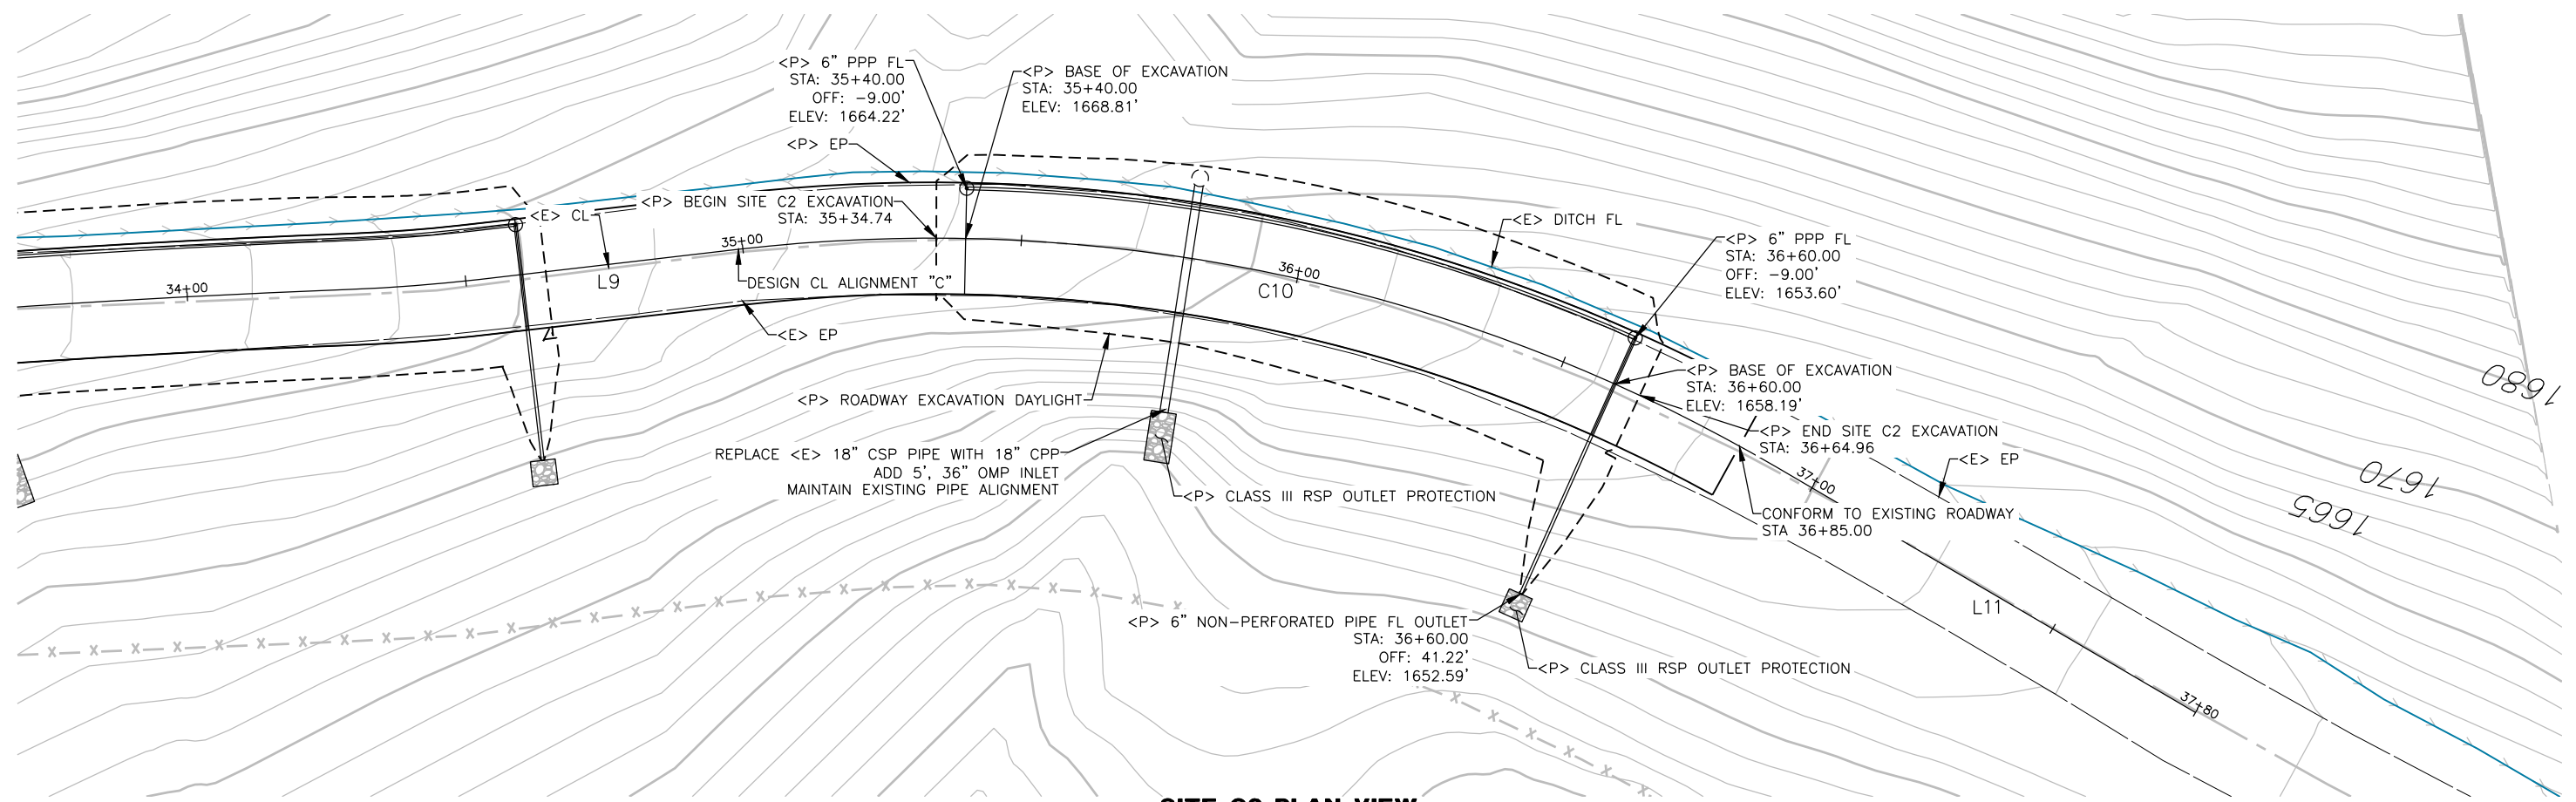 <P> 6" PPP FL
STA: 35+40.00
OFF: -9.00'
ELEV: 1664.22'
<P> BASE OF EXCAVATION
STA: 35+40.00
ELEV: 1668.81'
<P> EP
<E> CL
<P> BEGIN SITE C2 EXCAVATION
STA: 35+34.74
<E> DITCH FL
<P> 6" PPP FL
STA: 36+60.00
OFF: -9.00'
ELEV: 1653.60'
34+00
L9
35+00
DESIGN CL ALIGNMENT "C"
36+00
C10
<E> EP
<P> BASE OF EXCAVATION
STA: 36+60.00
ELEV: 1658.19'
<P> ROADWAY EXCAVATION DAYLIGHT
<P> END SITE C2 EXCAVATION
STA: 36+64.96
<E> EP
REPLACE <E> 18" CSP PIPE WITH 18" CPP
ADD 5', 36" OMP INLET
MAINTAIN EXISTING PIPE ALIGNMENT
<P> CLASS III RSP OUTLET PROTECTION
37+00
CONFORM TO EXISTING ROADWAY
STA 36+85.00
1680
1670
1665
L11
<P> 6" NON-PERFORATED PIPE FL OUTLET
STA: 36+60.00
OFF: 41.22'
ELEV: 1652.59'
<P> CLASS III RSP OUTLET PROTECTION
37+80
SITE C2 PLAN VIEW